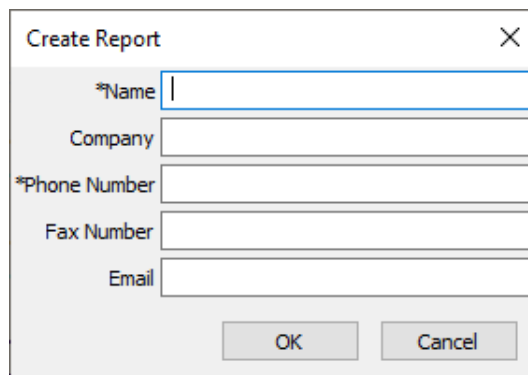 Create Report
*Name
Company
*Phone Number
Fax Number
Email
OK Cancel